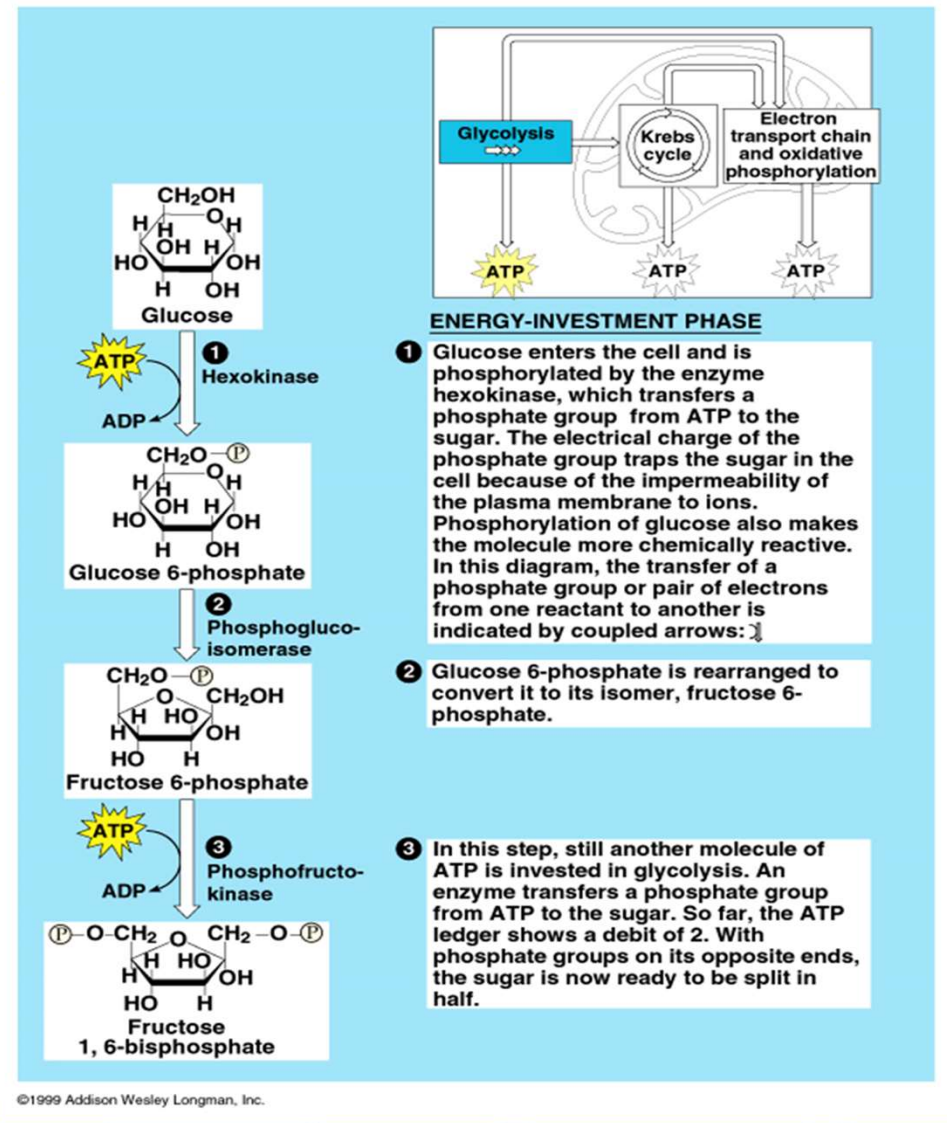 Glycolysis
Krebs
cycle
Electron
transport chain
and oxidative
phosphorylation
ATP
ATP
ATP
CH2OH
O
H
H
H
OH
H
HO
OH
H
OH
Glucose
ATP
ADP
1
Hexokinase
CH2O
P
O
H
H
H
OH
H
HO
OH
H
OH
Glucose 6-phosphate
2
Phosphogluco-
isomerase
CH2O
P
O
CH2OH
H
HO
H
OH
HO
H
Fructose 6-phosphate
ATP
ADP
3
Phosphofructo-
kinase
P-O-CH2
O
CH2-O-P
H
HO
H
OH
HO
H
Fructose
1, 6-bisphosphate
ENERGY-INVESTMENT PHASE
1 Glucose enters the cell and is
phosphorylated by the enzyme
hexokinase, which transfers a
phosphate group from ATP to the
sugar. The electrical charge of the
phosphate group traps the sugar in the
cell because of the impermeability of
the plasma membrane to ions.
Phosphorylation of glucose also makes
the molecule more chemically reactive.
In this diagram, the transfer of a
phosphate group or pair of electrons
from one reactant to another is
indicated by coupled arrows:
2 Glucose 6-phosphate is rearranged to
convert it to its isomer, fructose 6-
phosphate.
3 In this step, still another molecule of
ATP is invested in glycolysis. An
enzyme transfers a phosphate group
from ATP to the sugar. So far, the ATP
ledger shows a debit of 2. With
phosphate groups on its opposite ends,
the sugar is now ready to be split in
half.
©1999 Addison Wesley Longman, Inc.